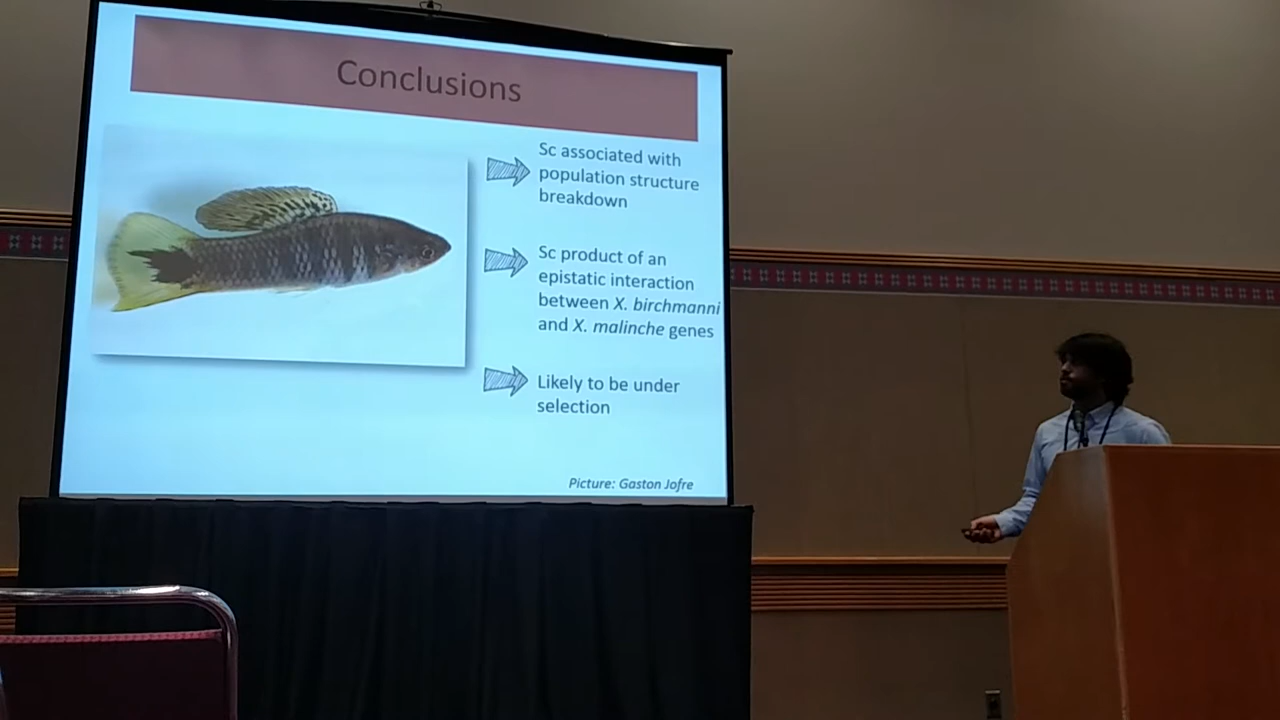 Conclusions
Sc associated with
population structure
breakdown
Sc product of an
epistatic interaction
between X. birchmanni
and X. malinche genes
Likely to be under
selection
Picture: Gaston Jofre